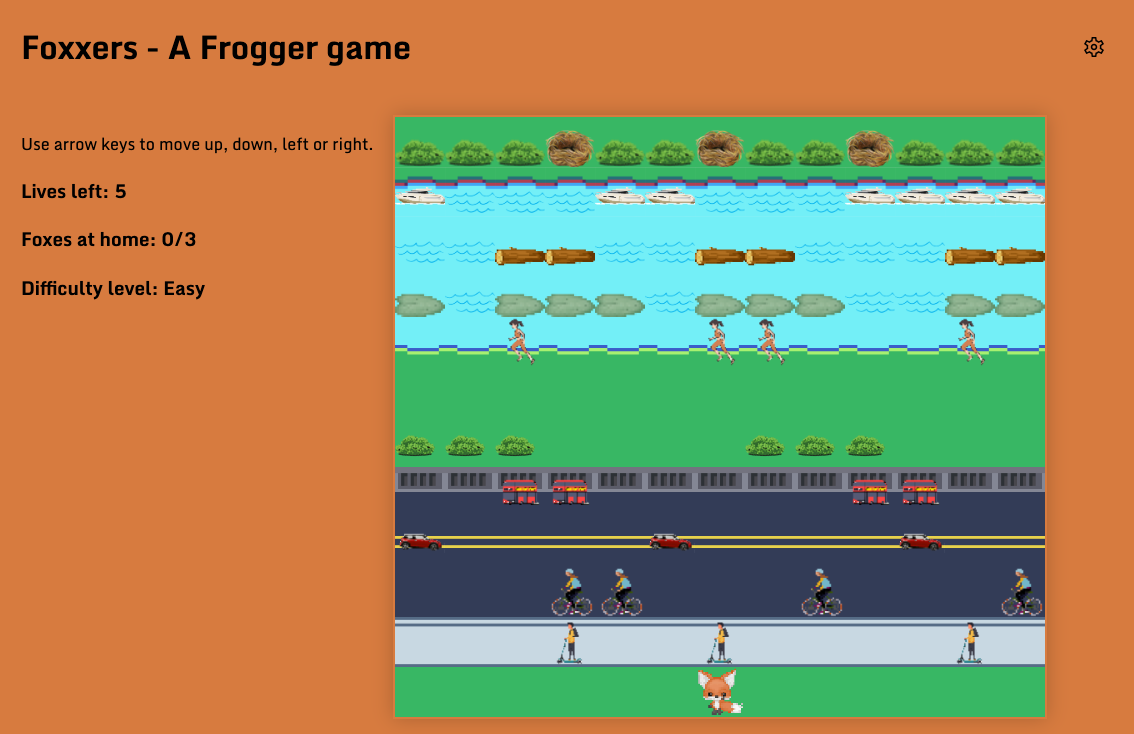 Foxxers - A Frogger game
Use arrow keys to move up, down, left or right.
Lives left: 5
Foxes at home: 0/3
Difficulty level: Easy